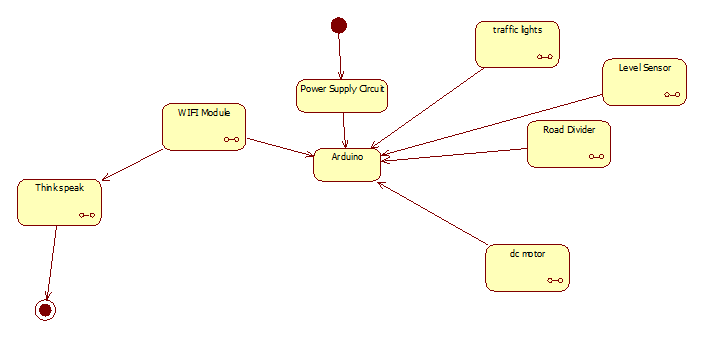 traffic lights
Level Sensor
Power Supply Circuit
WIFI Module
Road Divider
Arduino
Thinkspeak
dc motor